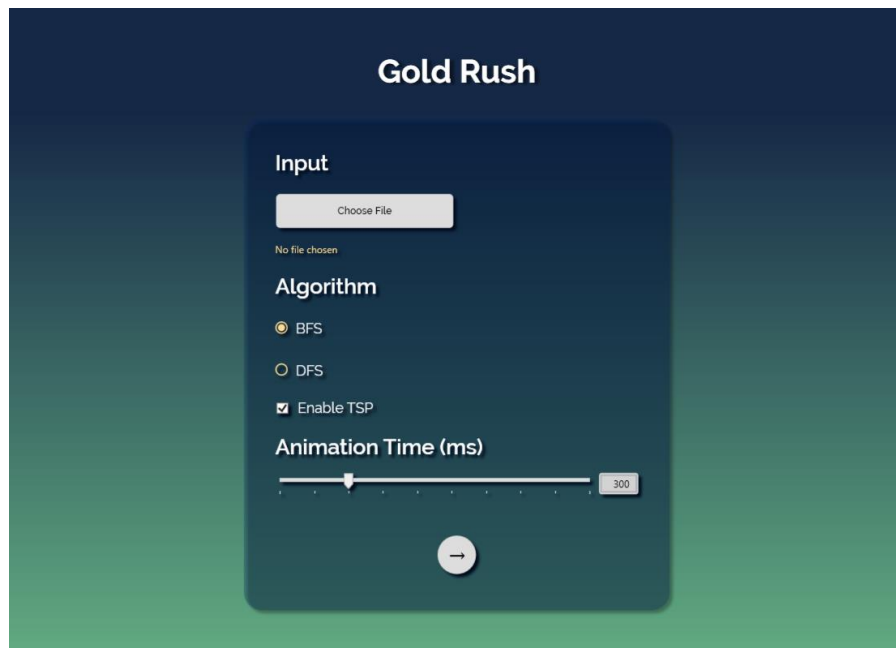 Gold Rush
Input
Choose File
No file chosen
Algorithm
BFS
DFS
Enable TSP
Animation Time (ms)
300
→